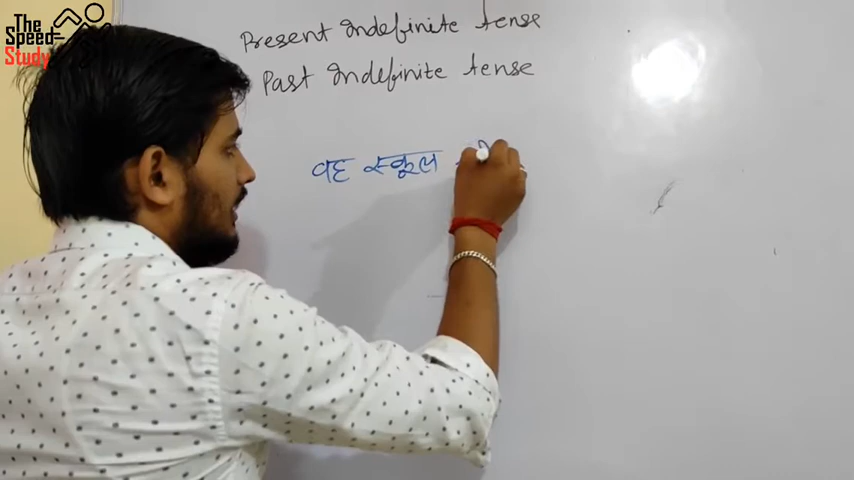 The
Speed
Study
Present Indefinite tense
Past Indefinite tense
वह स्कूल